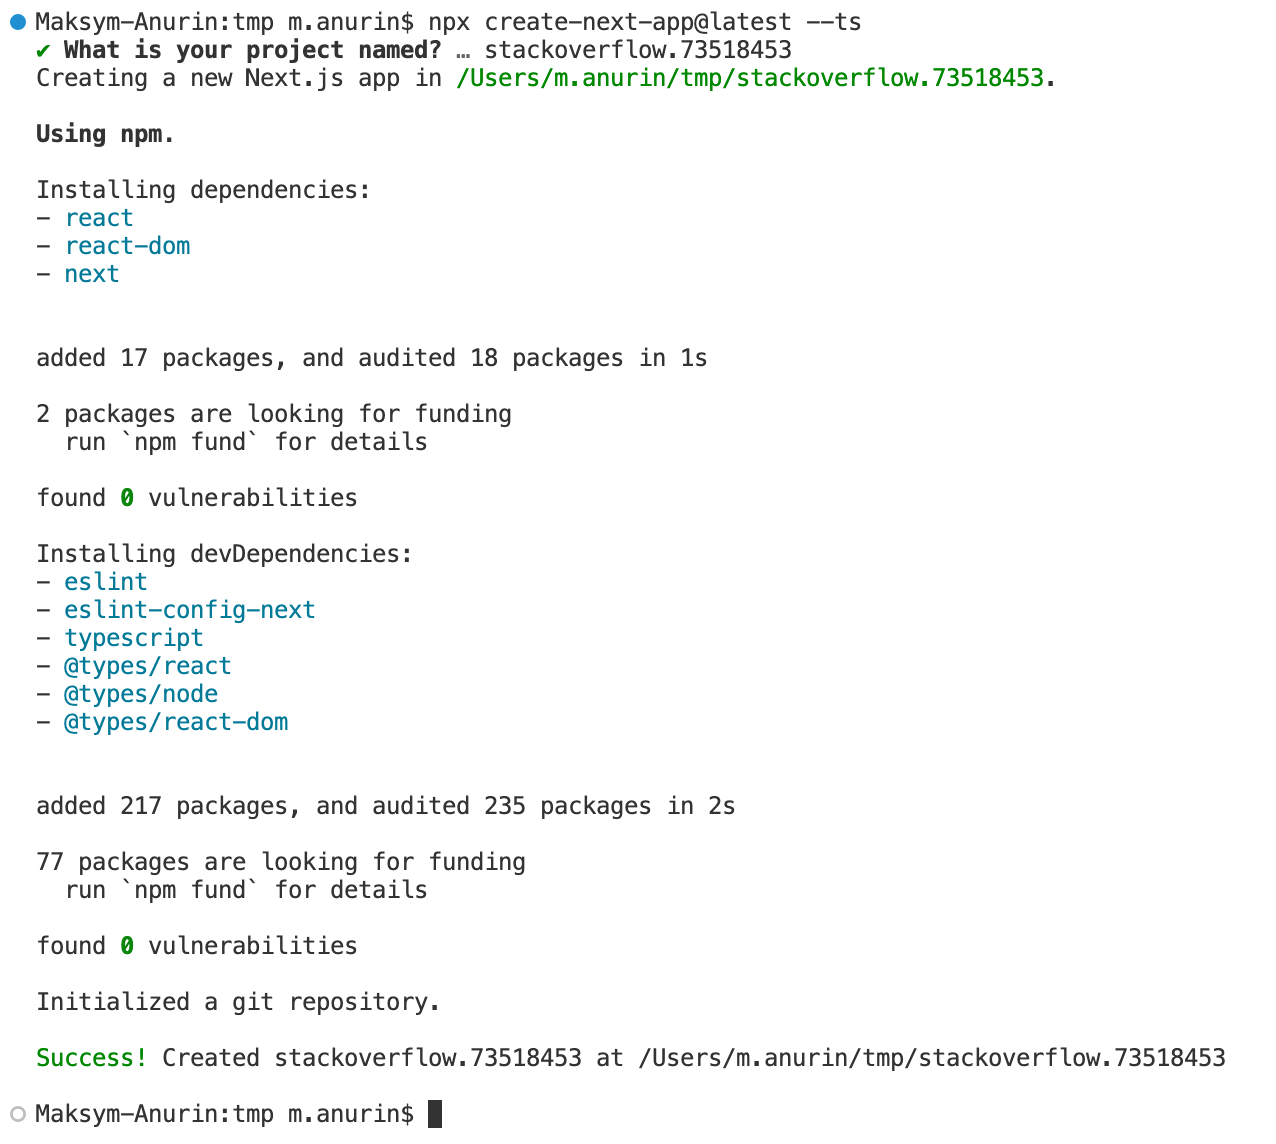 Maksym-Anurin:tmp m.anurin$ npx create-next-app@latest --ts
✔ What is your project named? … stackoverflow.73518453
Creating a new Next.js app in /Users/m.anurin/tmp/stackoverflow.73518453.
Using npm.
Installing dependencies:
- react
- react-dom
- next
added 17 packages, and audited 18 packages in 1s
2 packages are looking for funding
run `npm fund` for details
found 0 vulnerabilities
Installing devDependencies:
- eslint
- eslint-config-next
- typescript
- @types/react
- @types/node
- @types/react-dom
added 217 packages, and audited 235 packages in 2s
77 packages are looking for funding
run `npm fund` for details
found 0 vulnerabilities
Initialized a git repository.
Success! Created stackoverflow.73518453 at /Users/m.anurin/tmp/stackoverflow.73518453
Maksym-Anurin:tmp m.anurin$